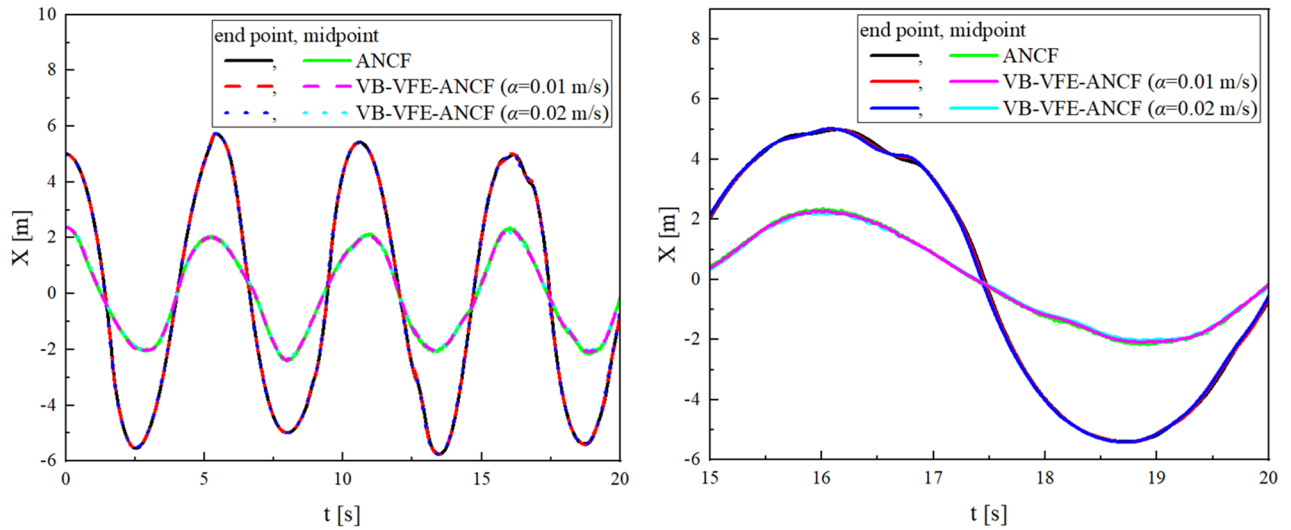 10
8
6
4
2
0
-2
-4
-6
X [m]
0
5
10
15
20
t [s]
end point, midpoint
, ANCF
, VB-VFE-ANCF (α=0.01 m/s)
, VB-VFE-ANCF (α=0.02 m/s)
8
6
4
2
0
-2
-4
-6
X [m]
15
16
17
18
19
20
t [s]
end point, midpoint
, ANCF
, VB-VFE-ANCF (α=0.01 m/s)
, VB-VFE-ANCF (α=0.02 m/s)